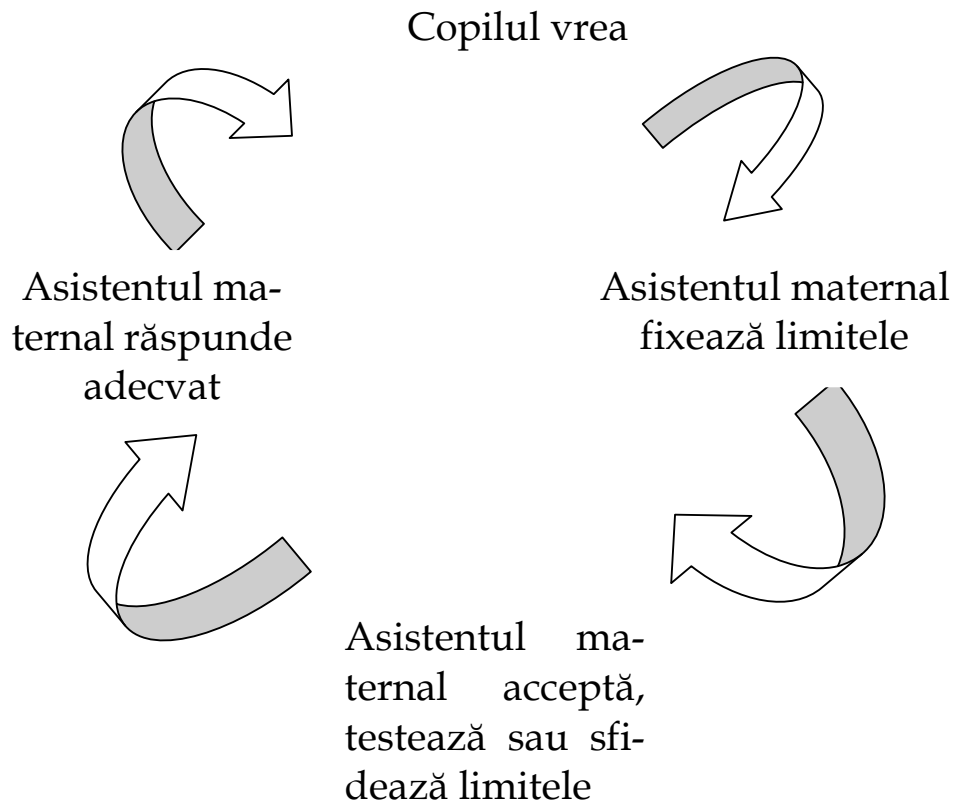 Copilul vrea
Asistentul ma-
ternal răspunde
adecvat
Asistentul maternal
fixează limitele
Asistentul ma-
ternal acceptă,
testează sau sfi-
dează limitele